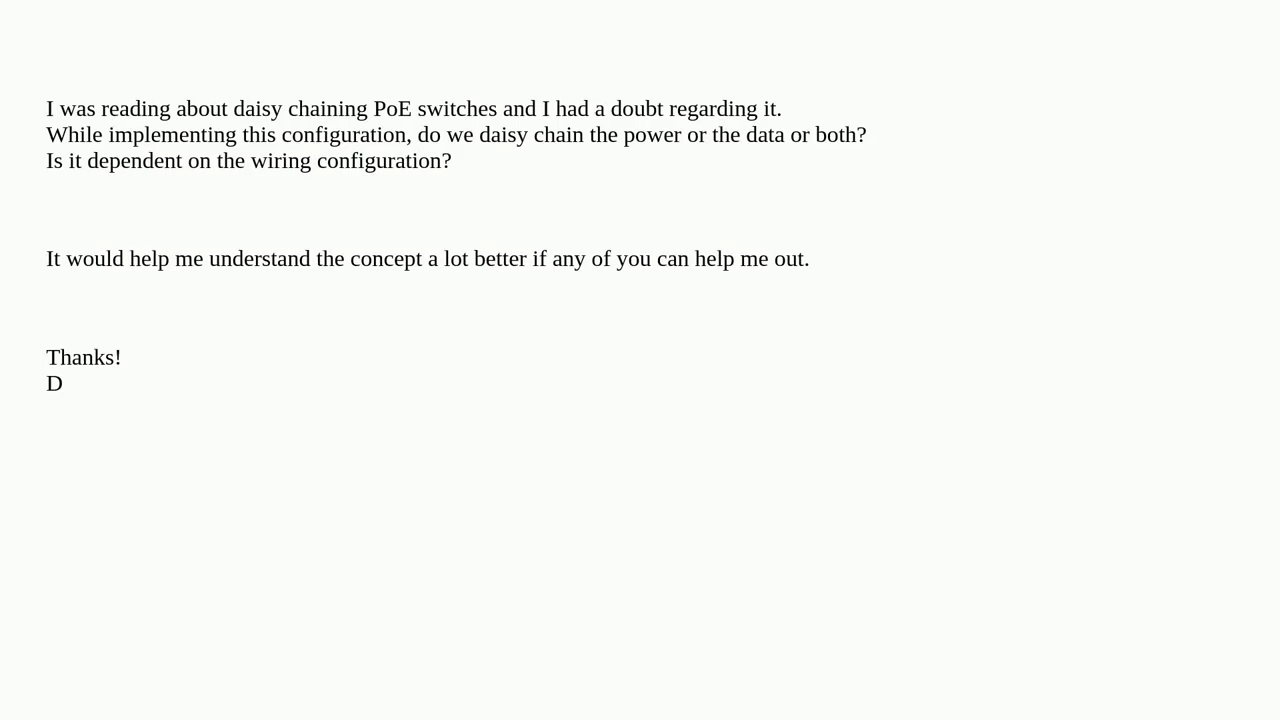 I was reading about daisy chaining PoE switches and I had a doubt regarding it.
While implementing this configuration, do we daisy chain the power or the data or both?
Is it dependent on the wiring configuration?
It would help me understand the concept a lot better if any of you can help me out.
Thanks!
D